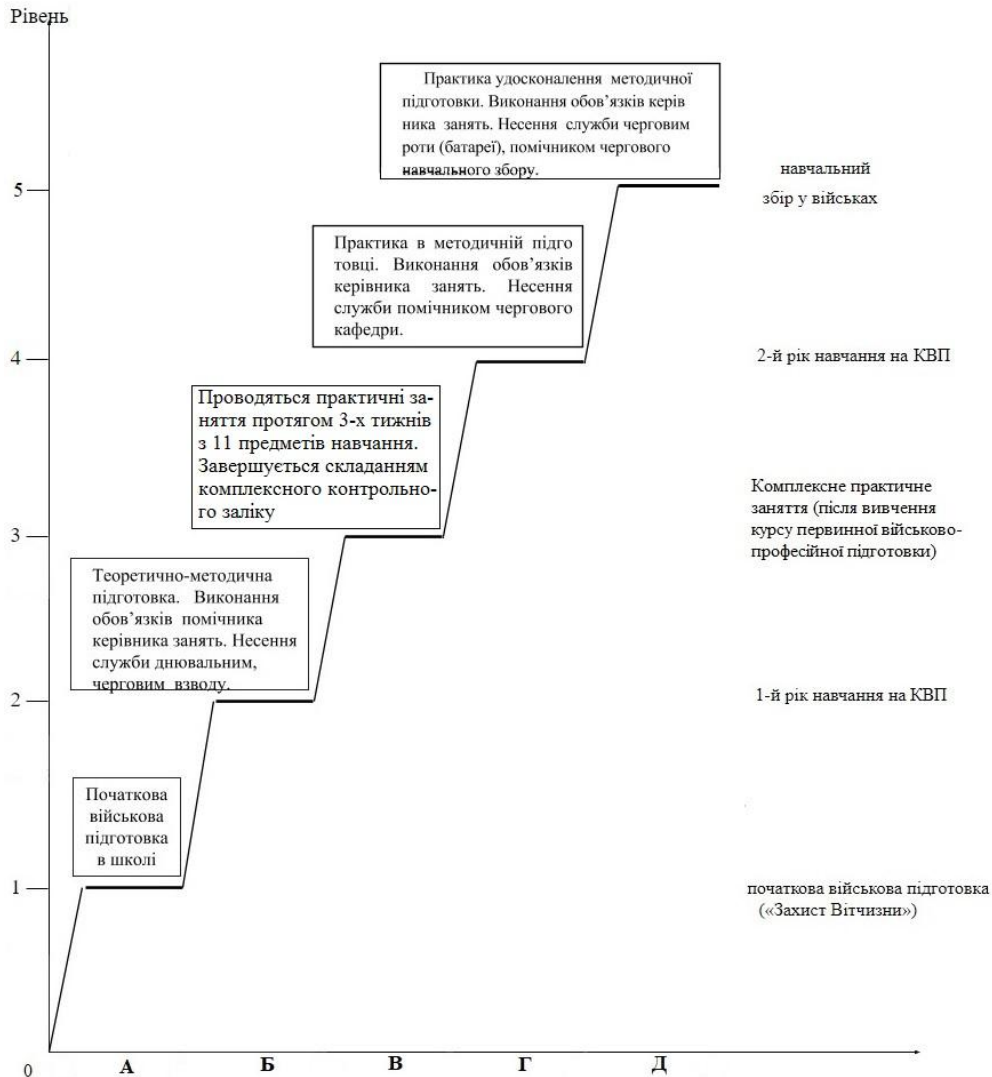 Рівень
Практика удосконалення методичної
підготовки. Виконання обов’язків керів
ника занять. Несення служби черговим
роти (батареї), помічником чергового
навчального збору.
навчальний
збір у військах
5
Практика в методичній підго
товці. Виконання обов’язків
керівника занять. Несення
служби помічником чергового
кафедри.
4
2-й рік навчання на КВП
Проводяться практичні за-
няття протягом 3-х тижнів
з 11 предметів навчання.
Завершується складанням
комплексного контрольно-
го заліку
Комплексне практичне
заняття (після вивчення
курсу первинної військово-
професійної підготовки)
3
Теоретично-методична
підготовка. Виконання
обов’язків помічника
керівника занять. Несення
служби днювальним,
черговим взводу.
2
1-й рік навчання на КВП
Початкова
військова
підготовка
в школі
1
початкова військова підготовка
(«Захист Вітчизни»)
0
А Б В Г Д